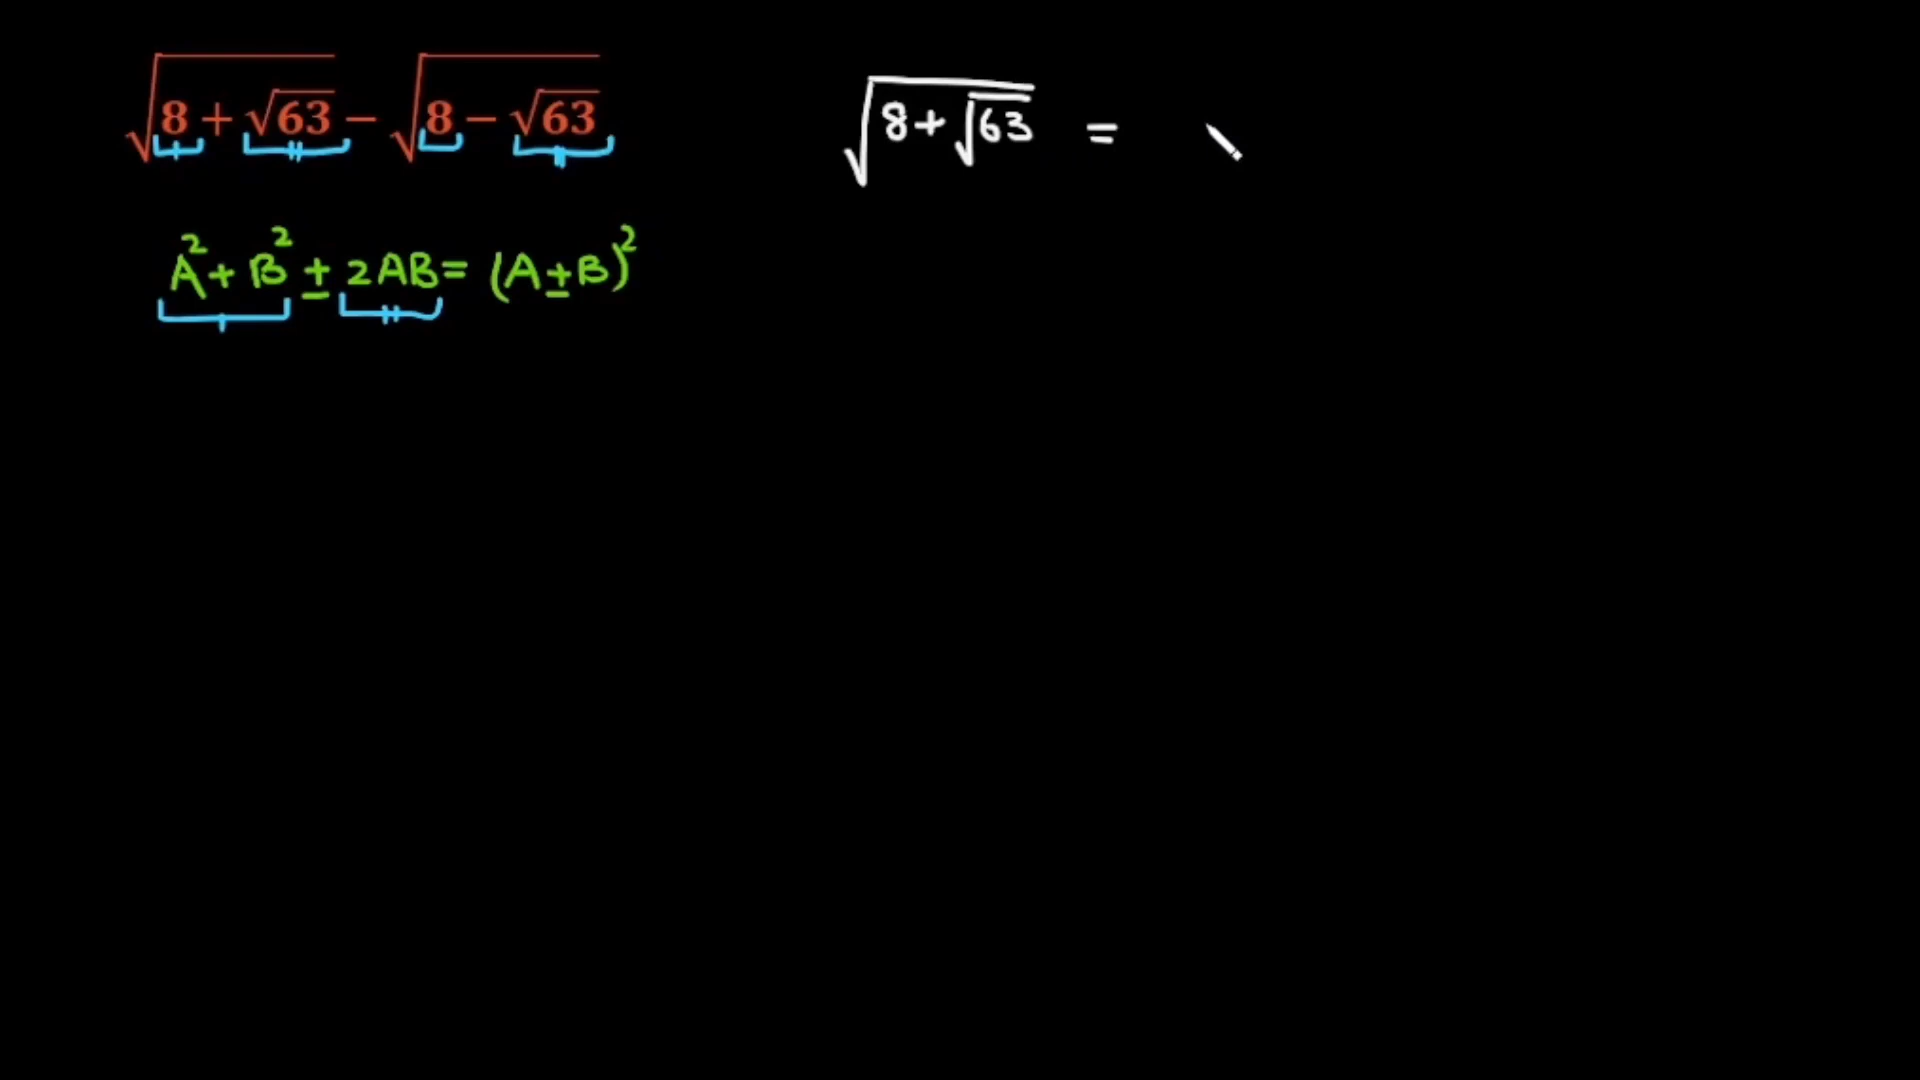 √(8 + √63) − √(8 − √63)
√(8 + √63) =
A² + B² ± 2AB = (A ± B)²